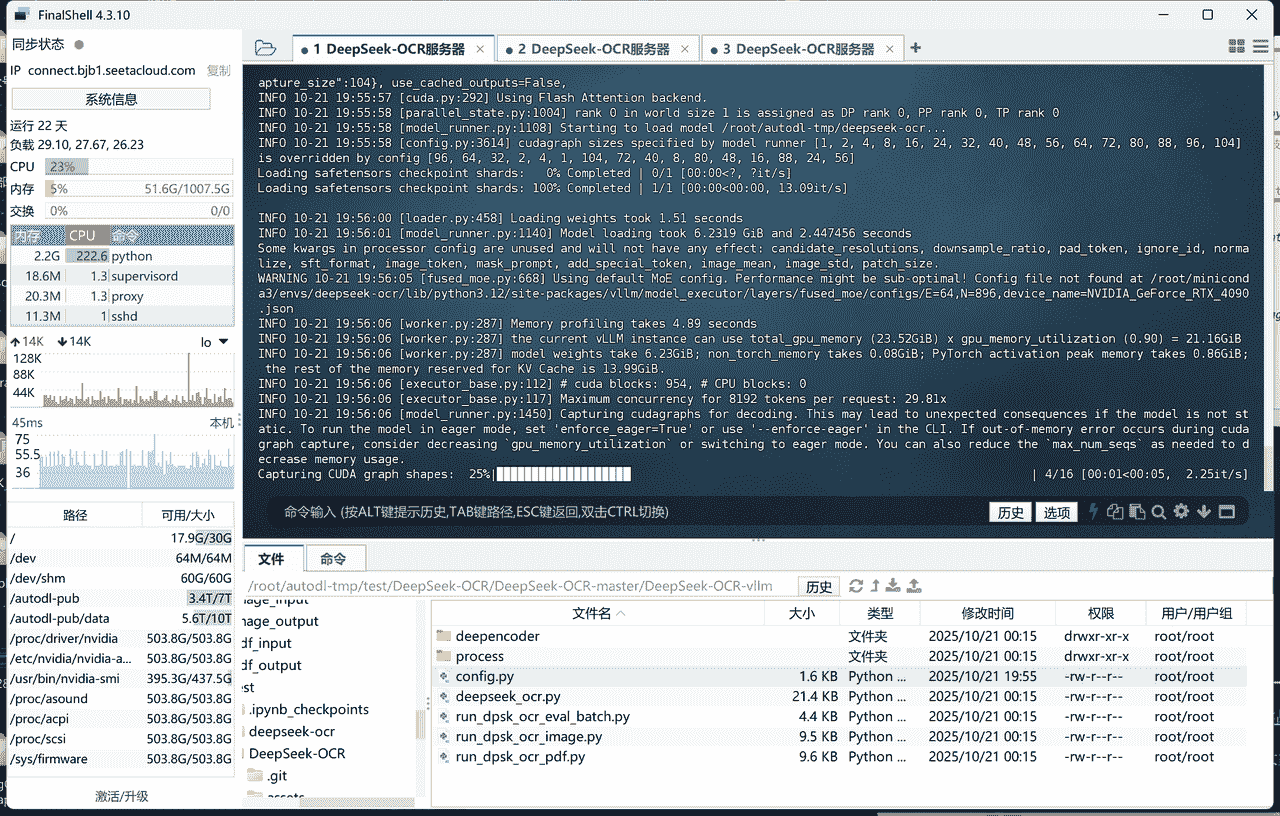 FinalShell 4.3.10
同步状态
IP connect.bjb1.seetacloud.com 复制
系统信息
运行 22 天
负载 29.10, 27.67, 26.23
CPU 23%
内存 5% 51.6G/1007.5G
交换 0% 0/0
内存 CPU 命令
2.2G 222.6 python
18.6M 1.3 supervisord
20.3M 1.3 proxy
11.3M 1 sshd
14K 14K lo
128K
88K
44K
45ms 本机
75
55.5
36
路径 可用/大小
/ 17.9G/30G
/dev 64M/64M
/dev/shm 60G/60G
/autodl-pub 3.4T/7T
/autodl-pub/data 5.6T/10T
/proc/driver/nvidia 503.8G/503.8G
/etc/nvidia/nvidia-a... 503.8G/503.8G
/usr/bin/nvidia-smi 395.3G/437.5G
/proc/asound 503.8G/503.8G
/proc/acpi 503.8G/503.8G
/proc/scsi 503.8G/503.8G
/sys/firmware 503.8G/503.8G
激活/升级
1 DeepSeek-OCR服务器 × 2 DeepSeek-OCR服务器 × 3 DeepSeek-OCR服务器 × +
apture_size":104}, use_cached_outputs=False,
INFO 10-21 19:55:57 [cuda.py:292] Using Flash Attention backend.
INFO 10-21 19:55:58 [parallel_state.py:1004] rank 0 in world size 1 is assigned as DP rank 0, PP rank 0, TP rank 0
INFO 10-21 19:55:58 [model_runner.py:1108] Starting to load model /root/autodl-tmp/deepseek-ocr...
INFO 10-21 19:55:58 [config.py:3614] cudagraph sizes specified by model runner [1, 2, 4, 8, 16, 24, 32, 40, 48, 56, 64, 72, 80, 88, 96, 104]
is overridden by config [96, 64, 32, 2, 4, 1, 104, 72, 40, 8, 80, 48, 16, 88, 24, 56]
Loading safetensors checkpoint shards:   0% Completed | 0/1 [00:00<?, ?it/s]
Loading safetensors checkpoint shards: 100% Completed | 1/1 [00:00<00:00, 13.09it/s]
INFO 10-21 19:56:00 [loader.py:458] Loading weights took 1.51 seconds
INFO 10-21 19:56:01 [model_runner.py:1140] Model loading took 6.2319 GiB and 2.447456 seconds
Some kwargs in processor config are unused and will not have any effect: candidate_resolutions, downsample_ratio, pad_token, ignore_id, norma
lize, sft_format, image_token, mask_prompt, add_special_token, image_mean, image_std, patch_size.
WARNING 10-21 19:56:05 [fused_moe.py:668] Using default MoE config. Performance might be sub-optimal! Config file not found at /root/minicon
da3/envs/deepseek-ocr/lib/python3.12/site-packages/vllm/model_executor/layers/fused_moe/configs/E=64,N=896,device_name=NVIDIA_GeForce_RTX_4090
.json
INFO 10-21 19:56:06 [worker.py:287] Memory profiling takes 4.89 seconds
INFO 10-21 19:56:06 [worker.py:287] the current vLLM instance can use total_gpu_memory (23.52GiB) x gpu_memory_utilization (0.90) = 21.16GiB
INFO 10-21 19:56:06 [worker.py:287] model weights take 6.23GiB; non_torch_memory takes 0.08GiB; PyTorch activation peak memory takes 0.86GiB;
the rest of the memory reserved for KV Cache is 13.99GiB.
INFO 10-21 19:56:06 [executor_base.py:112] # cuda blocks: 954, # CPU blocks: 0
INFO 10-21 19:56:06 [executor_base.py:117] Maximum concurrency for 8192 tokens per request: 29.81x
INFO 10-21 19:56:06 [model_runner.py:1450] Capturing cudagraphs for decoding. This may lead to unexpected consequences if the model is not st
atic. To run the model in eager mode, set 'enforce_eager=True' or use '--enforce-eager' in the CLI. If out-of-memory error occurs during cuda
graph capture, consider decreasing `gpu_memory_utilization` or switching to eager mode. You can also reduce the `max_num_seqs` as needed to d
ecrease memory usage.
Capturing CUDA graph shapes:  25%| | 4/16 [00:01<00:05,  2.25it/s]
命令输入 (按ALT键提示历史,TAB键路径,ESC键返回,双击CTRL切换) 历史 选项
文件 命令
/root/autodl-tmp/test/DeepSeek-OCR/DeepSeek-OCR-master/DeepSeek-OCR-vllm 历史
nage_input
nage_output
df_input
df_output
est
.ipynb_checkpoints
deepseek-ocr
DeepSeek-OCR
.git
assets
文件名 大小 类型 修改时间 权限 用户/用户组
deepencoder 文件夹 2025/10/21 00:15 drwxr-xr-x root/root
process 文件夹 2025/10/21 00:15 drwxr-xr-x root/root
config.py 1.6 KB Python ... 2025/10/21 19:55 -rw-r--r-- root/root
deepseek_ocr.py 21.4 KB Python ... 2025/10/21 00:15 -rw-r--r-- root/root
run_dpsk_ocr_eval_batch.py 4.4 KB Python ... 2025/10/21 00:15 -rw-r--r-- root/root
run_dpsk_ocr_image.py 9.5 KB Python ... 2025/10/21 00:15 -rw-r--r-- root/root
run_dpsk_ocr_pdf.py 9.6 KB Python ... 2025/10/21 00:15 -rw-r--r-- root/root